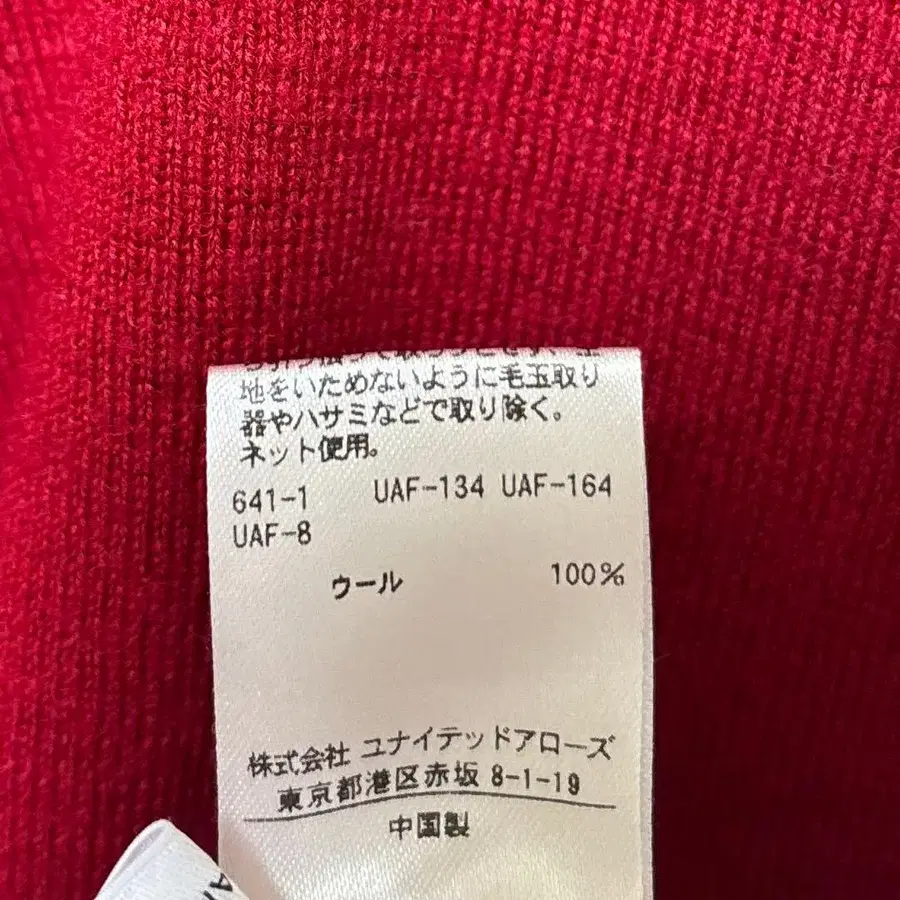 地をいためないように毛玉取り
器やハサミなどで取り除く。
ネット使用。
641-1 UAF-134 UAF-164
UAF-8
ウール 100%
株式会社 ユナイテッドアローズ
東京都港区赤坂 8-1-19
中国製